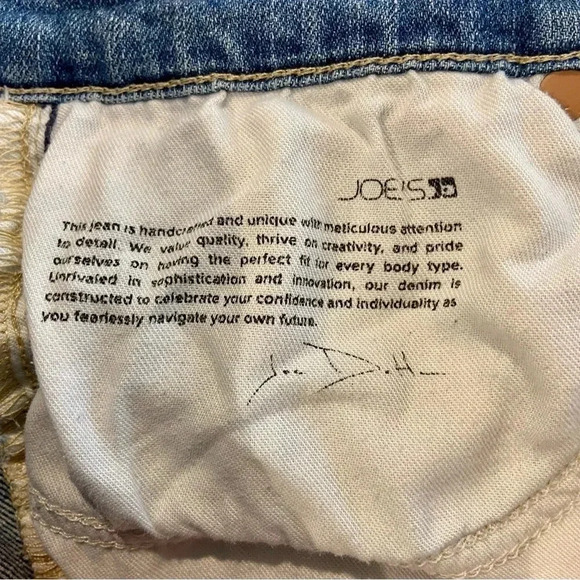 JOE'S
This jean is handcrafted and unique with meticulous attention
to detail. We value quality, thrive on creativity, and pride
ourselves on having the perfect fit for every body type.
Unrivaled in sophistication and innovation, our denim is
constructed to celebrate your confidence and individuality as
you fearlessly navigate your own future.
Joe